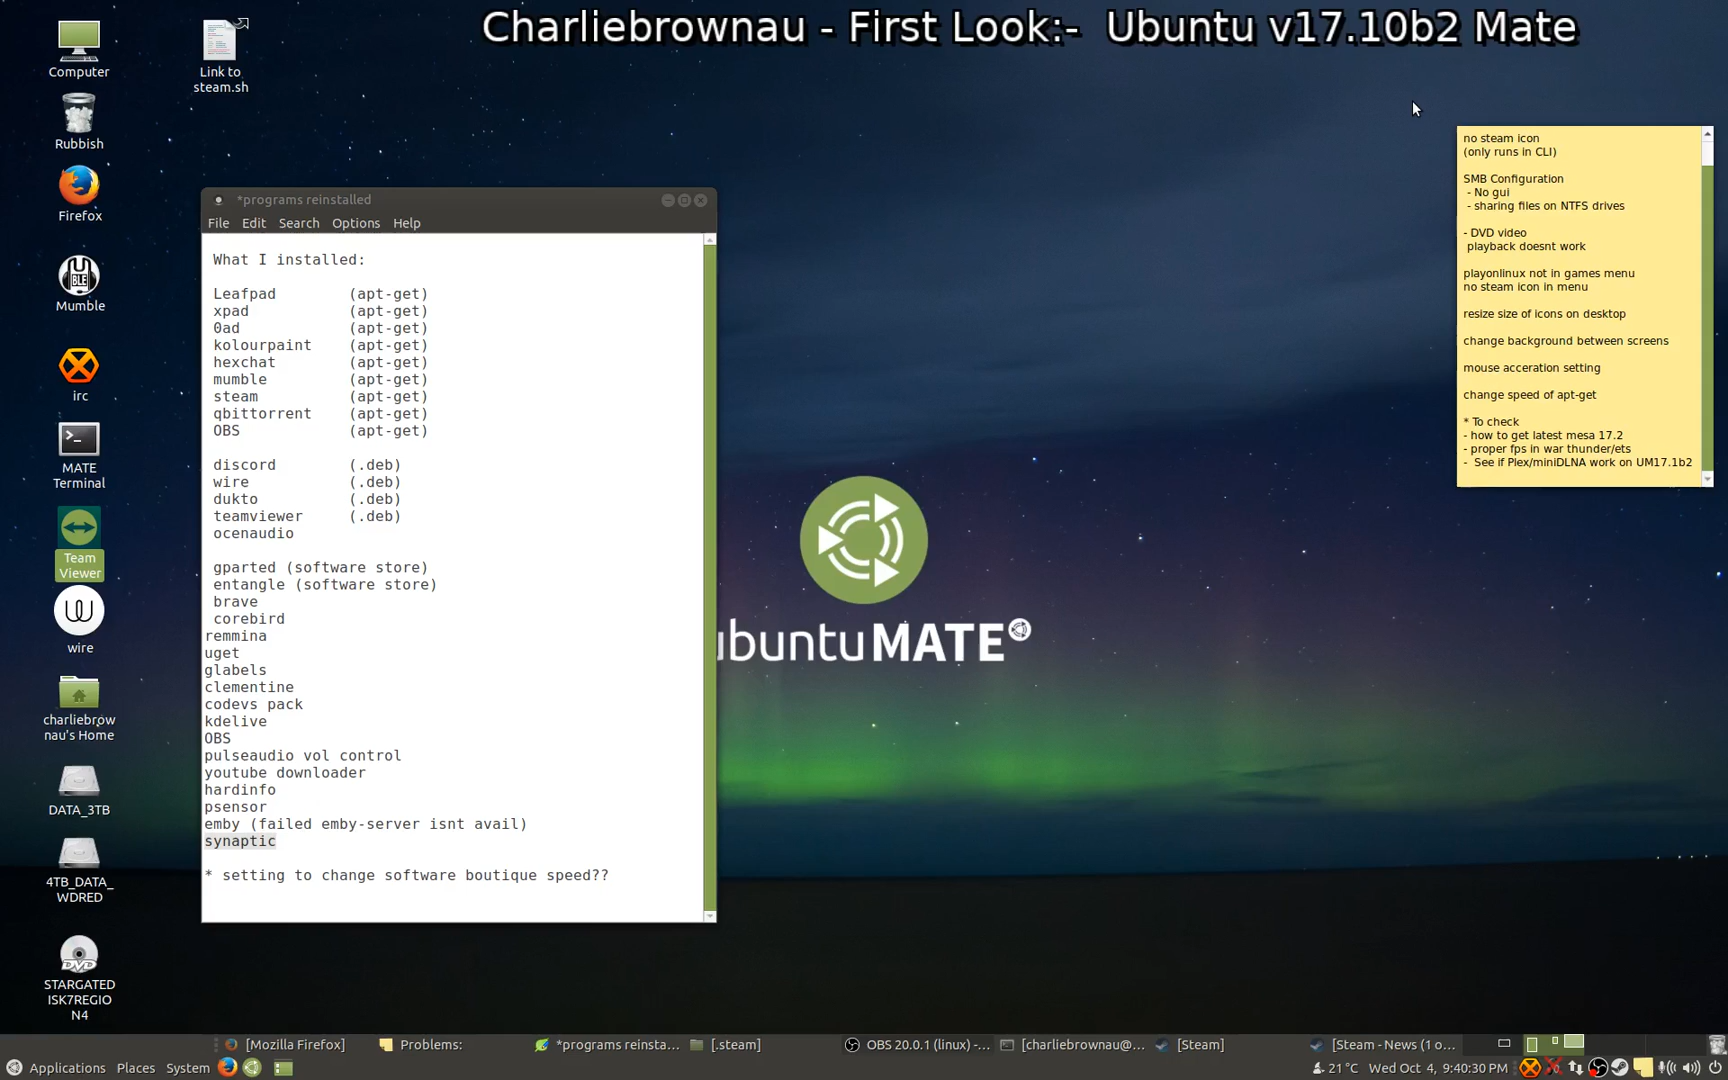 Charliebrownau - First Look:-  Ubuntu v17.10b2 Mate
Computer
Link to
steam.sh
Rubbish
Firefox
Mumble
irc
MATE
Terminal
Team
Viewer
wire
charliebrow
nau's Home
DATA_3TB
4TB_DATA_
WDRED
STARGATED
ISK7REGIO
N4
*programs reinstalled
File Edit Search Options Help
What I installed:
Leafpad (apt-get)
xpad (apt-get)
0ad (apt-get)
kolourpaint (apt-get)
hexchat (apt-get)
mumble (apt-get)
steam (apt-get)
qbittorrent (apt-get)
OBS (apt-get)
discord (.deb)
wire (.deb)
dukto (.deb)
teamviewer (.deb)
ocenaudio
gparted (software store)
entangle (software store)
brave
corebird
remmina
uget
glabels
clementine
codevs pack
kdelive
OBS
pulseaudio vol control
youtube downloader
hardinfo
psensor
emby (failed emby-server isnt avail)
synaptic
* setting to change software boutique speed??
no steam icon
(only runs in CLI)
SMB Configuration
- No gui
- sharing files on NTFS drives
- DVD video
playback doesnt work
playonlinux not in games menu
no steam icon in menu
resize size of icons on desktop
change background between screens
mouse acceration setting
change speed of apt-get
* To check
- how to get latest mesa 17.2
- proper fps in war thunder/ets
- See if Plex/miniDLNA work on UM17.1b2
ubuntu MATE
[Mozilla Firefox] Problems: *programs reinsta... [.steam] OBS 20.0.1 (linux) -... [charliebrownau@... [Steam] [Steam - News (1 o...
Applications Places System 21 °C Wed Oct 4, 9:40:30 PM